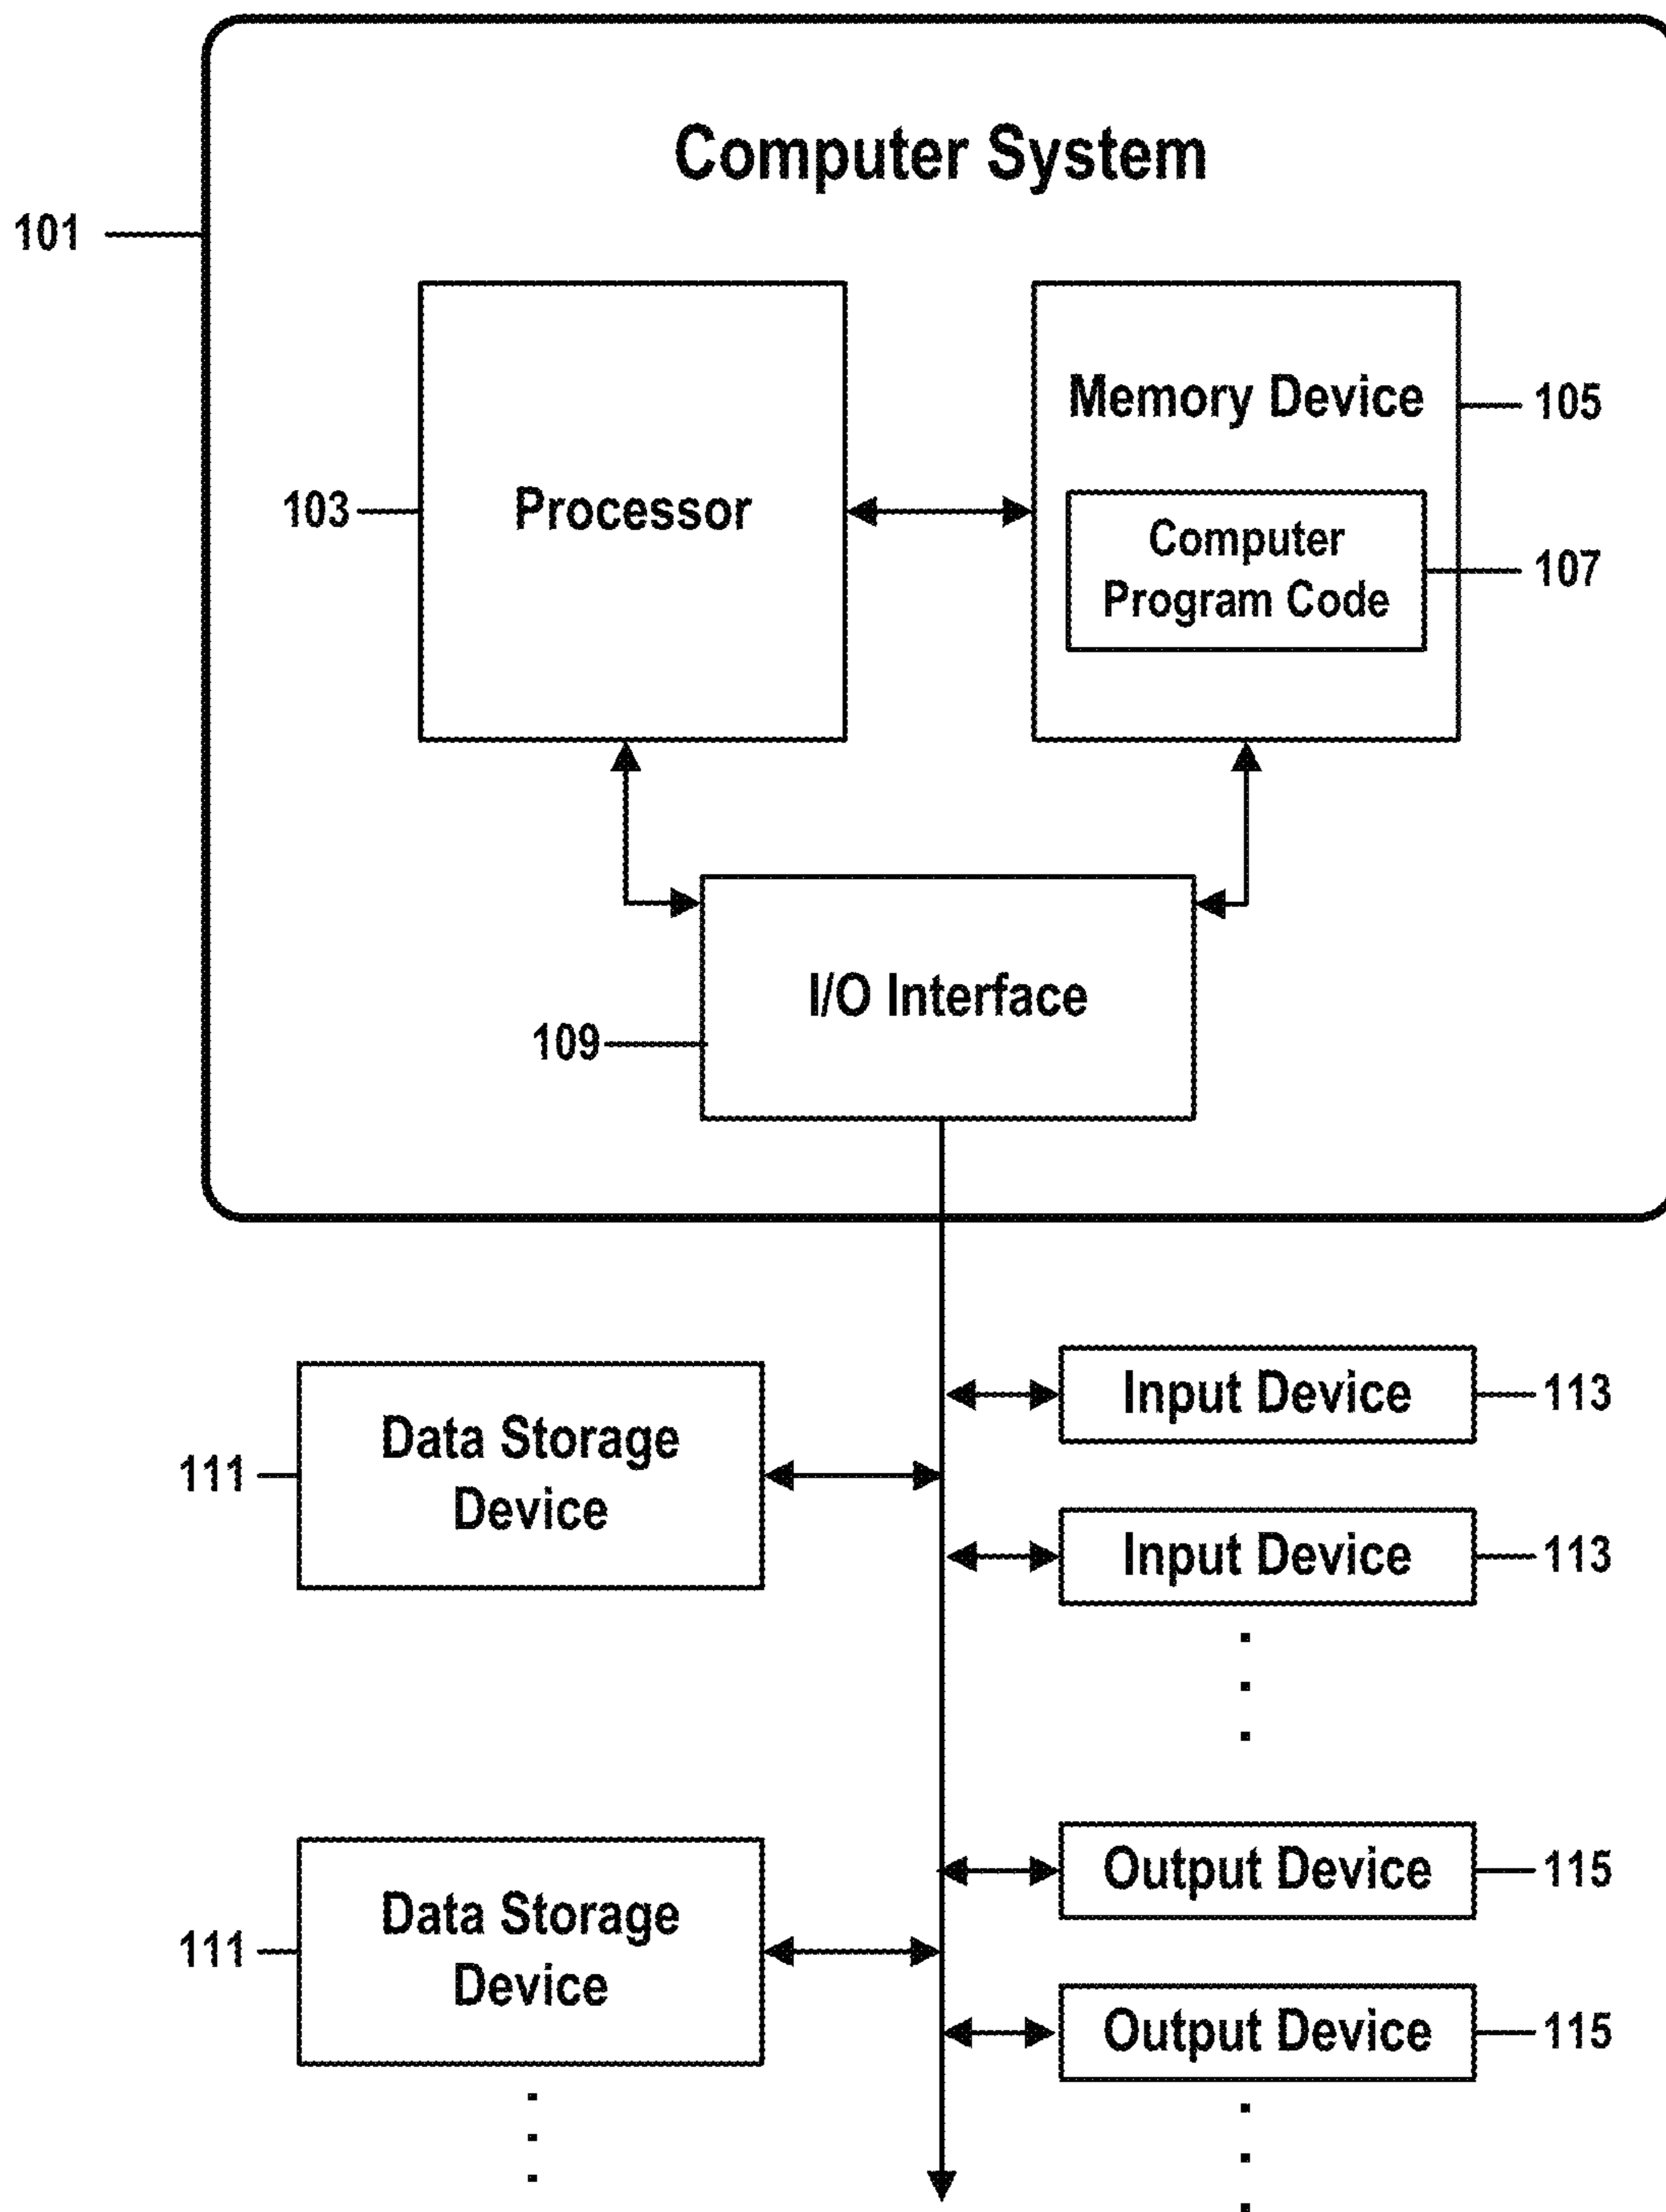 Computer System
101
Processor
103
Memory Device
105
Computer
Program Code
107
I/O Interface
109
Data Storage
Device
111
Input Device
113
Input Device
113
Data Storage
Device
111
Output Device
115
Output Device
115